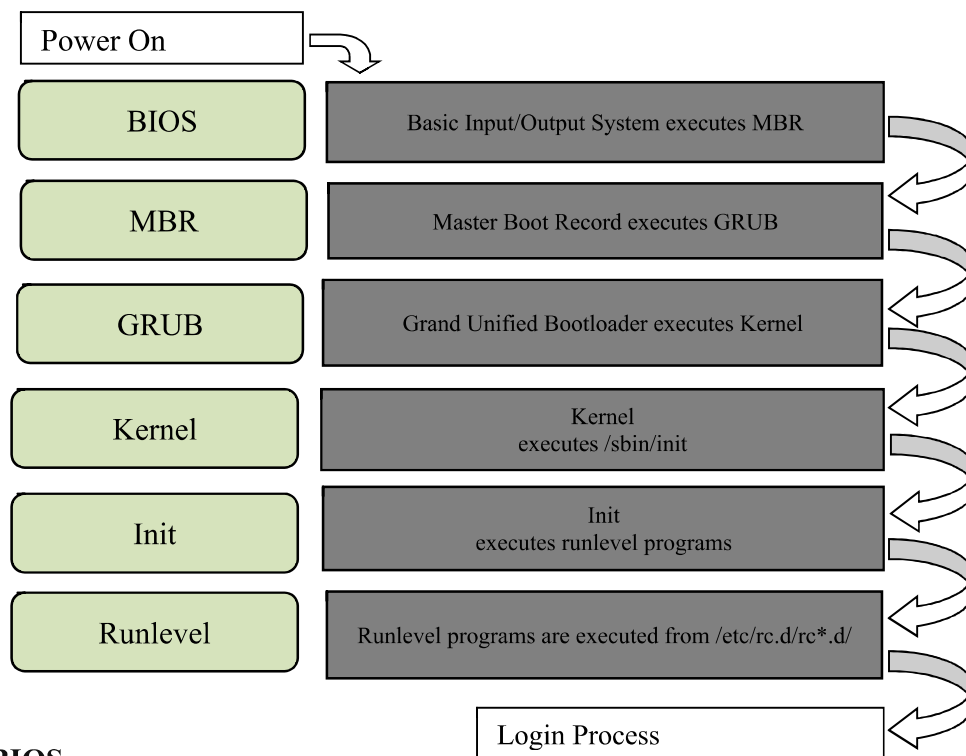 Power On
BIOS
Basic Input/Output System executes MBR
MBR
Master Boot Record executes GRUB
GRUB
Grand Unified Bootloader executes Kernel
Kernel
Kernel
executes /sbin/init
Init
Init
executes runlevel programs
Runlevel
Runlevel programs are executed from /etc/rc.d/rc*.d/
Login Process